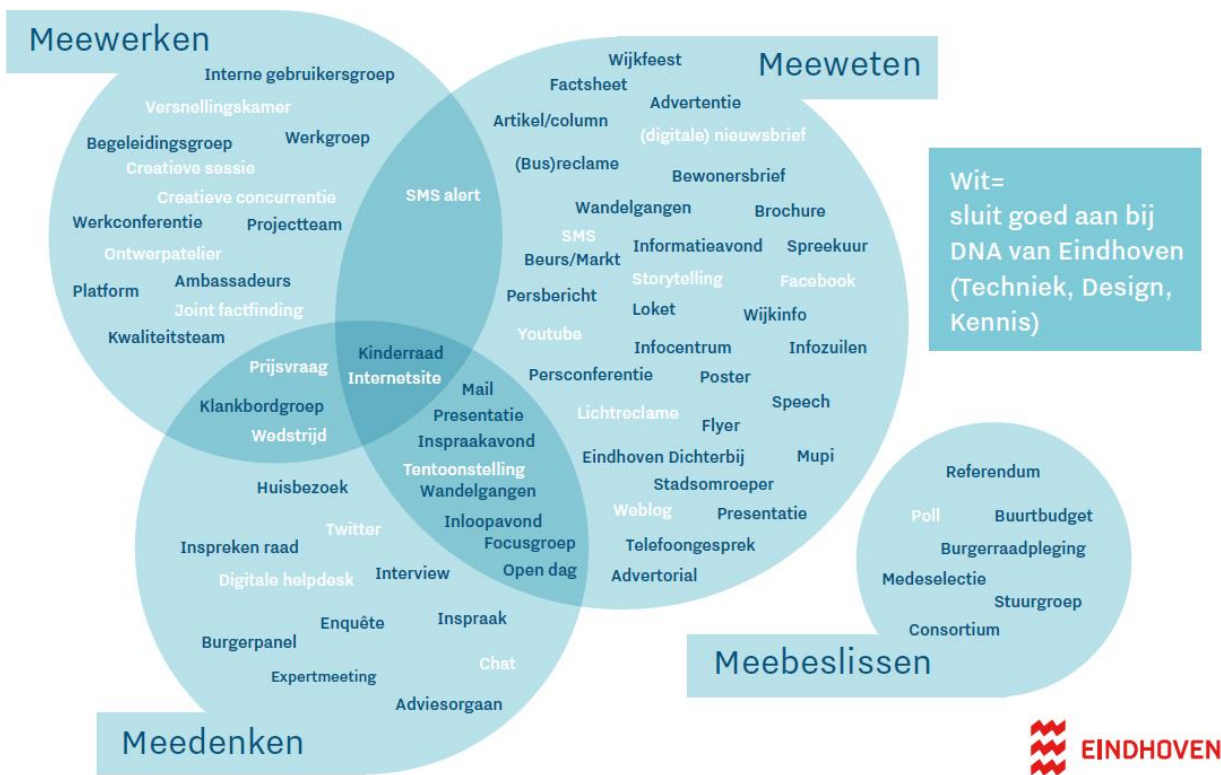 Meewerken
Interne gebruikersgroep
Versnellingskamer
Begeleidingsgroep
Werkgroep
Creatieve sessie
Creatieve concurrentie
Werkconferentie
Projectteam
Ontwerpatelier
Ambassadeurs
Platform
Joint factfinding
Kwaliteitsteam
SMS alert
Prijsvraag
Klankbordgroep
Wedstrijd
Kinderraad
Internetsite
Meeweten
Wijkfeest
Factsheet
Advertentie
Artikel/column
(digitale) nieuwsbrief
(Bus)reclame
Bewonersbrief
Wandelgangen
Brochure
SMS
Informatieavond
Spreekuur
Beurs/Markt
Storytelling
Facebook
Persbericht
Loket
Wijkinfo
Youtube
Infocentrum
Infozuilen
Persconferentie
Poster
Speech
Lichtreclame
Flyer
Eindhoven Dichterbij
Mupi
Stadsomroeper
Weblog
Presentatie
Telefoongesprek
Advertorial
Mail
Presentatie
Inspraakavond
Tentoonstelling
Wandelgangen
Inloopavond
Focusgroep
Open dag
Huisbezoek
Twitter
Inspreken raad
Digitale helpdesk
Interview
Enquête
Inspraak
Burgerpanel
Chat
Expertmeeting
Adviesorgaan
Meedenken
Wit=
sluit goed aan bij
DNA van Eindhoven
(Techniek, Design,
Kennis)
Referendum
Poll
Buurtbudget
Burgerraadpleging
Medeselectie
Stuurgroep
Consortium
Meebeslissen
EINDHOVEN